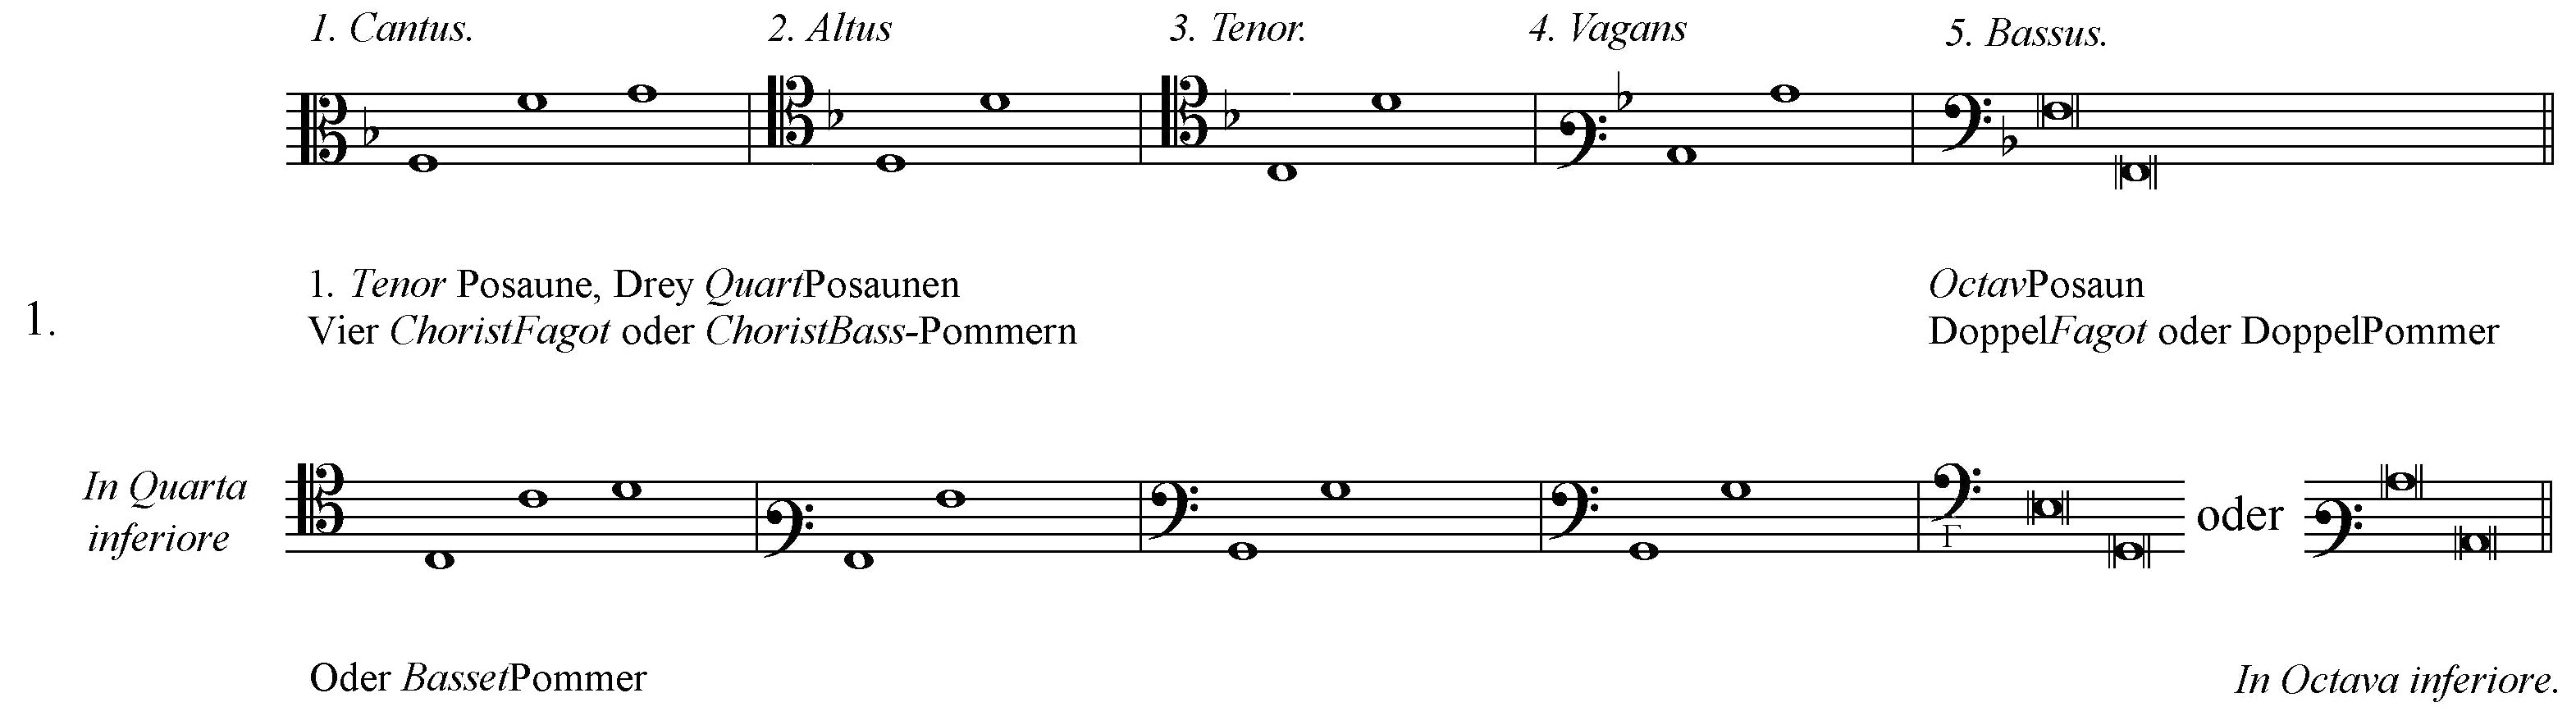 1. Cantus. 2. Altus 3. Tenor. 4. Vagans 5. Bassus.
1. Tenor Posaune, Drey QuartPosaunen OctavPosaun
1. Vier ChoristFagot oder ChoristBass-Pommern DoppelFagot oder DoppelPommer
In Quarta
inferiore
Γ oder
Oder BassetPommer In Octava inferiore.